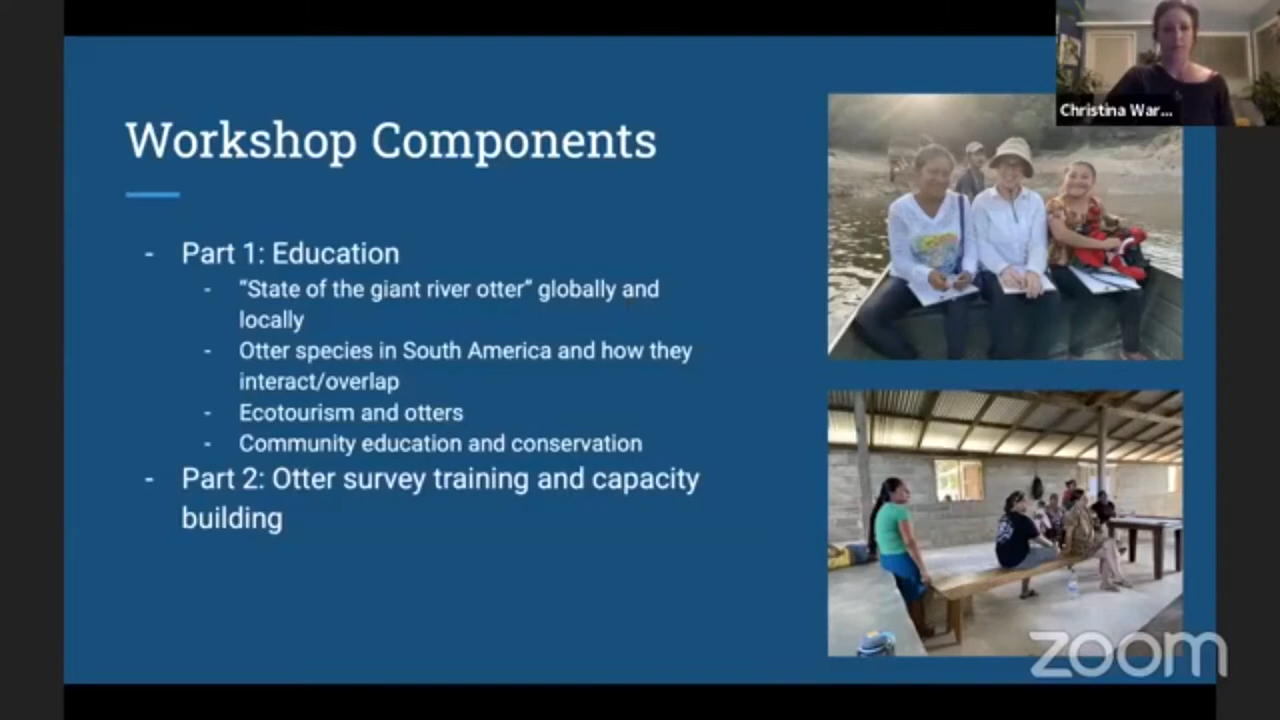 Christina War...
Workshop Components
- Part 1: Education
- “State of the giant river otter” globally and
locally
- Otter species in South America and how they
interact/overlap
- Ecotourism and otters
- Community education and conservation
- Part 2: Otter survey training and capacity
building
zoom